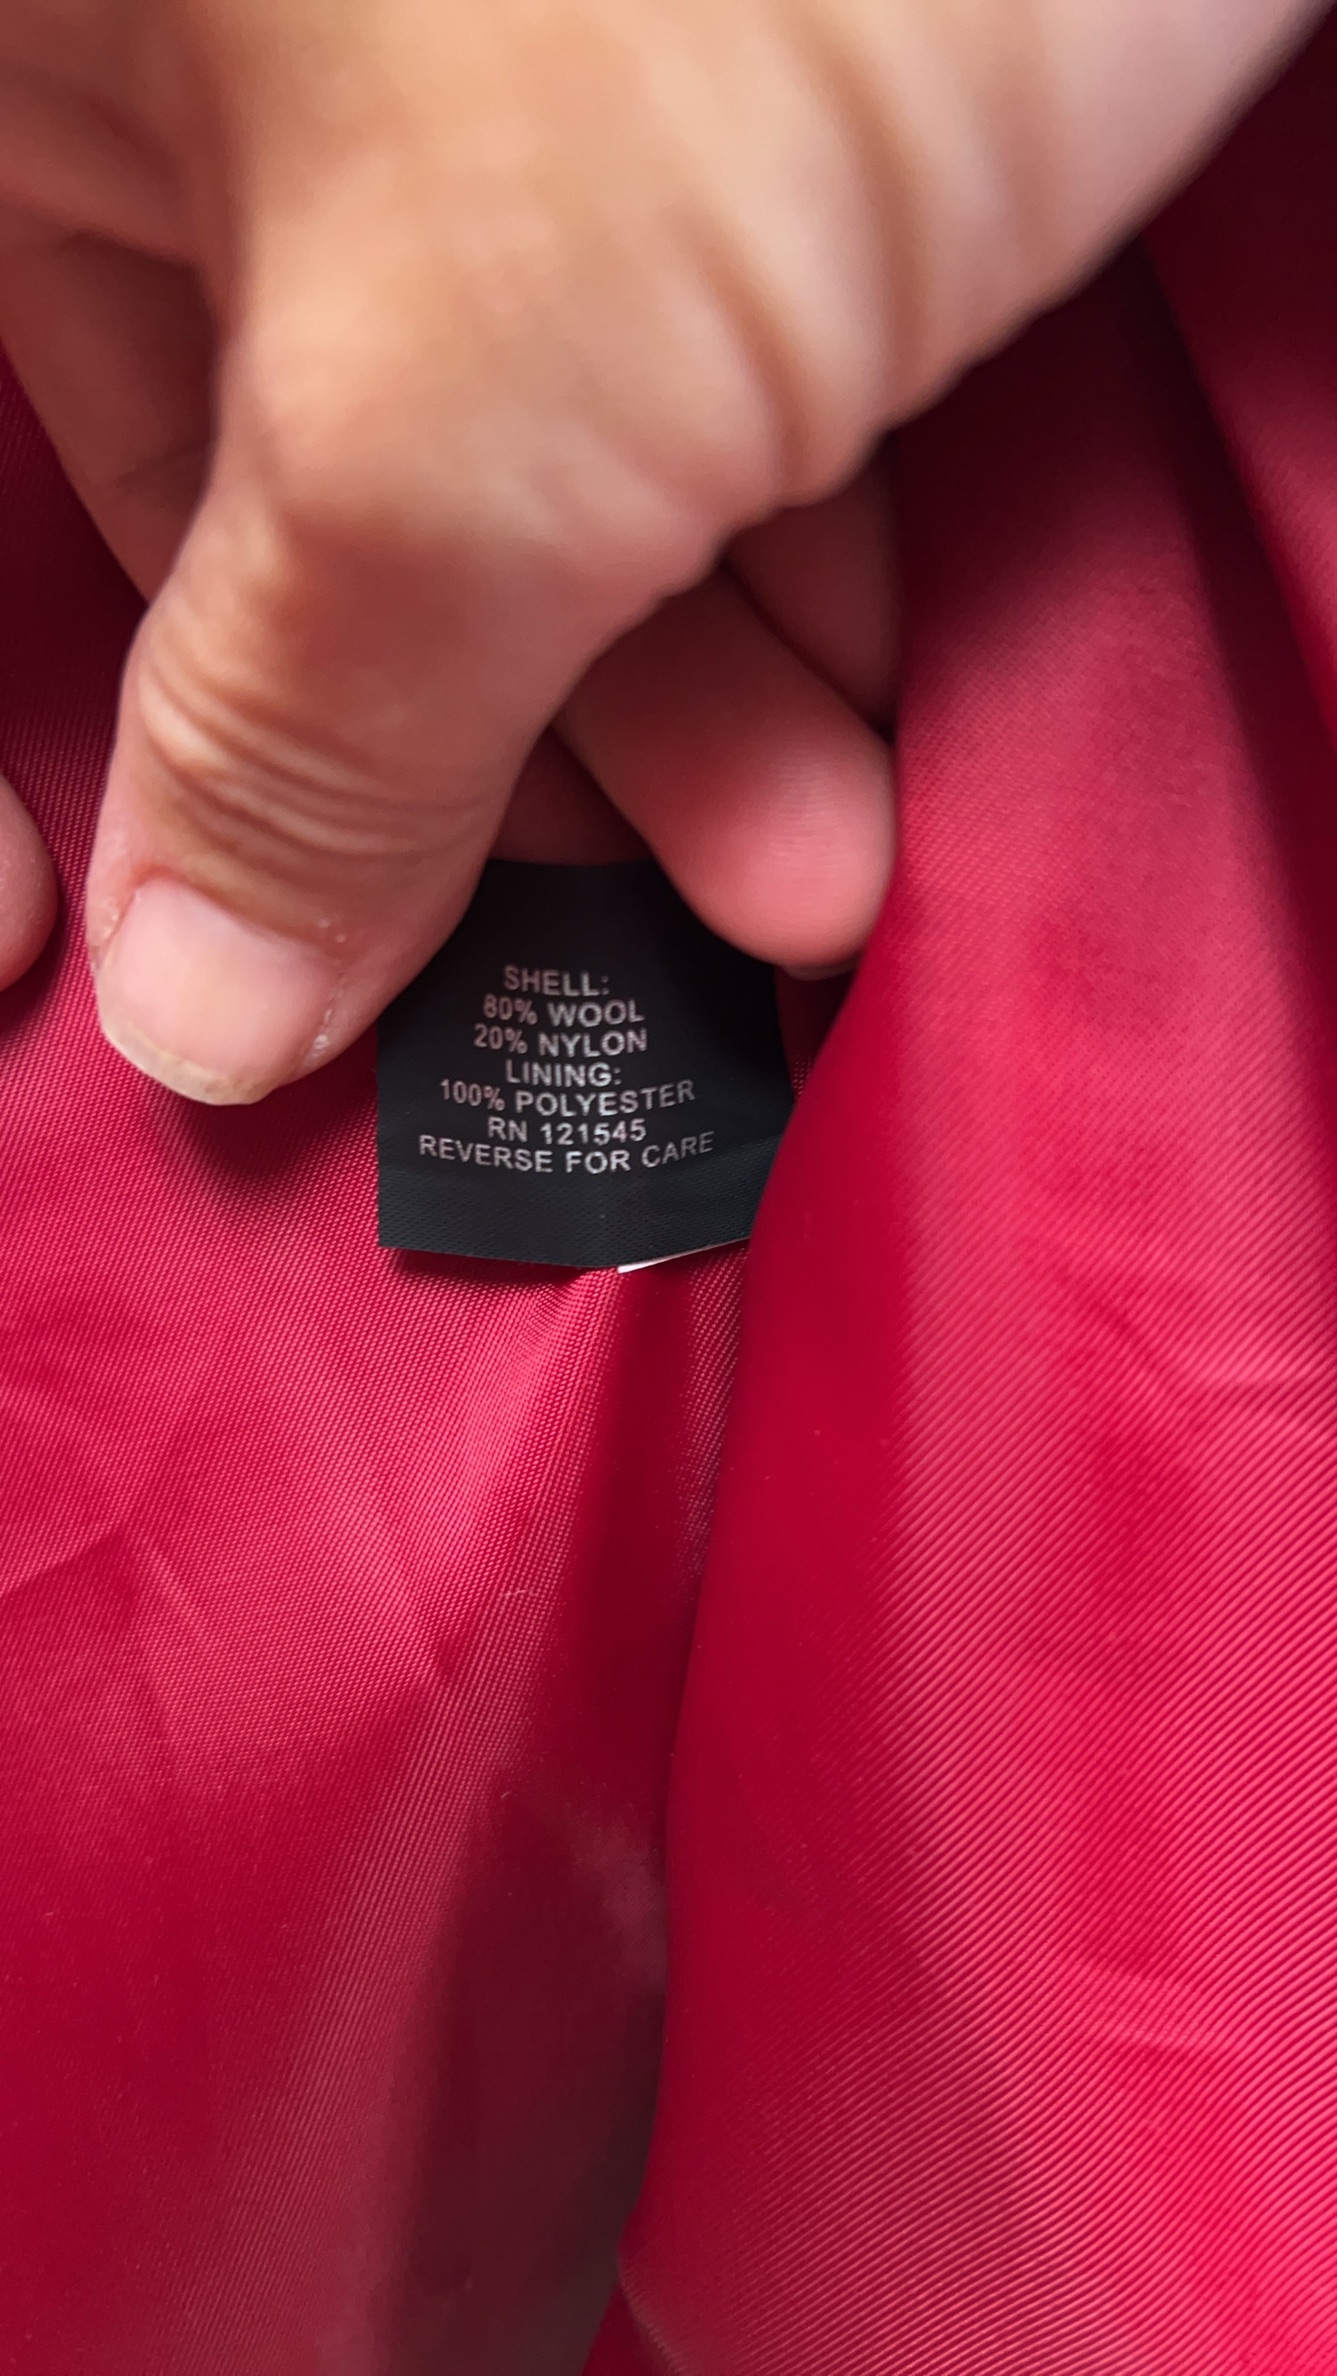 SHELL:
80% WOOL
20% NYLON
LINING:
100% POLYESTER
RN 121545
REVERSE FOR CARE